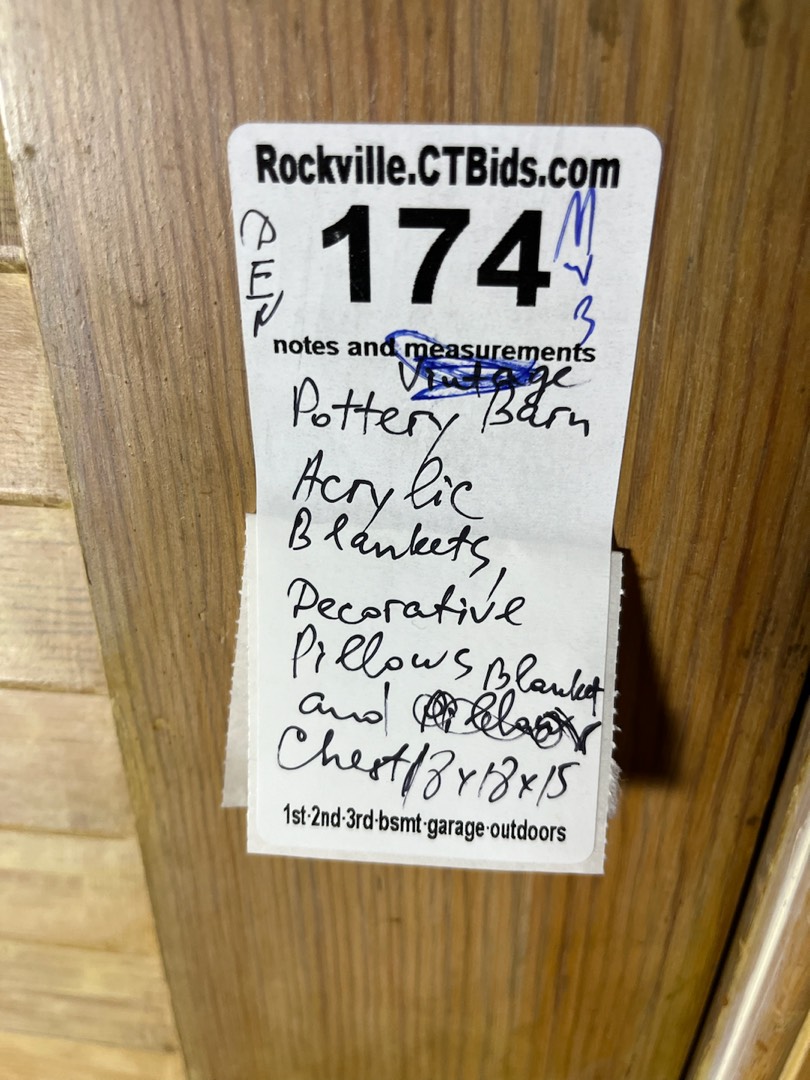 Rockville.CTBids.com
DEN
174
notes and measurements
Vintage
Pottery Barn
Acrylic
Blankets,
Decorative
Pillows Blanket
and
Chest 18x18x15
1st·2nd·3rd·bsmt·garage·outdoors